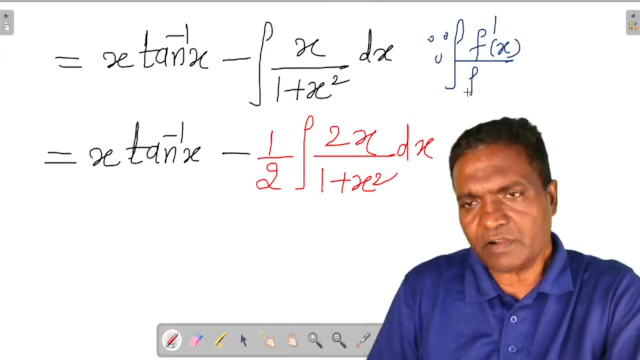 = x tan⁻¹x − ∫ x/(1+x²) dx ∵ ∫ f'(x)/f
= x tan⁻¹x − 1/2 ∫ 2x/(1+x²) dx